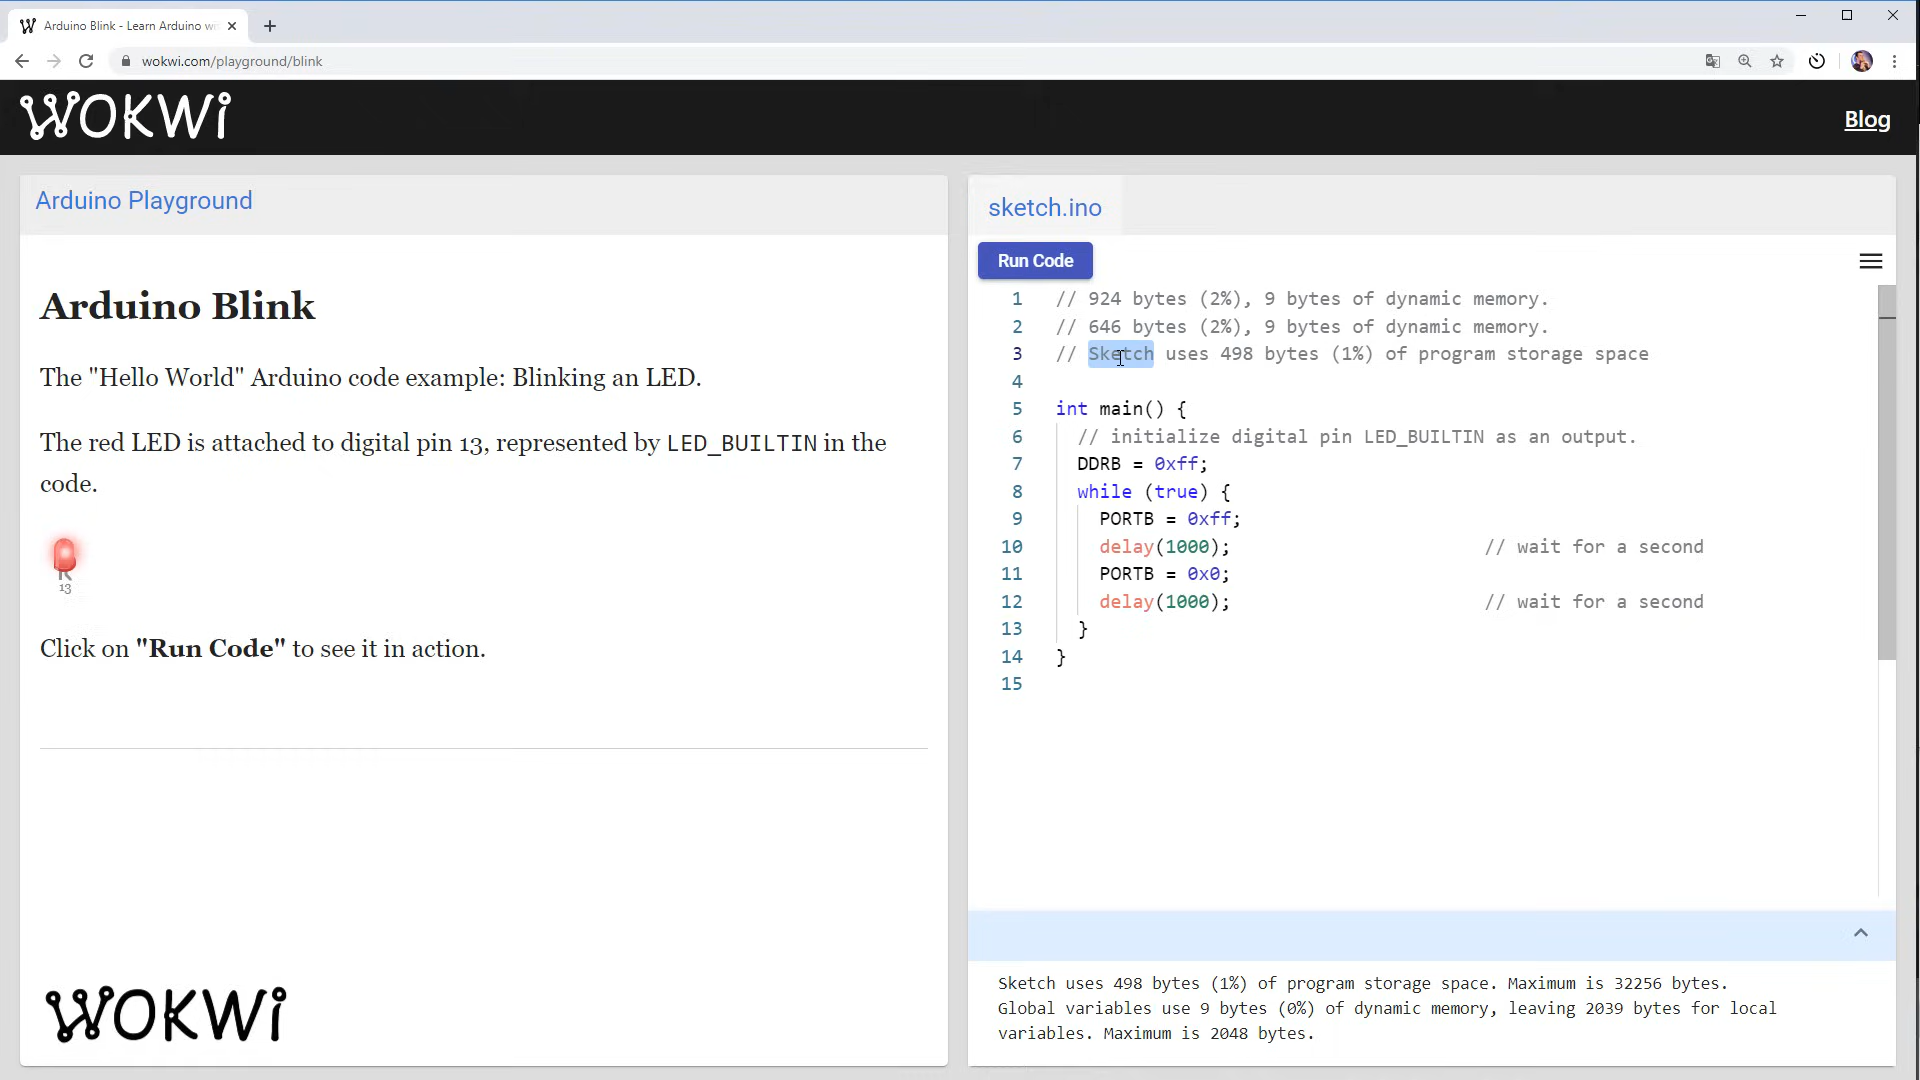 Arduino Blink - Learn Arduino wi
wokwi.com/playground/blink
WOKWi
Blog
Arduino Playground
Arduino Blink
The "Hello World" Arduino code example: Blinking an LED.
The red LED is attached to digital pin 13, represented by LED_BUILTIN in the
code.
13
Click on "Run Code" to see it in action.
WOKWi
sketch.ino
Run Code
1 // 924 bytes (2%), 9 bytes of dynamic memory.
2 // 646 bytes (2%), 9 bytes of dynamic memory.
3 // Sketch uses 498 bytes (1%) of program storage space
4
5 int main() {
6 // initialize digital pin LED_BUILTIN as an output.
7 DDRB = 0xff;
8 while (true) {
9 PORTB = 0xff;
10 delay(1000); // wait for a second
11 PORTB = 0x0;
12 delay(1000); // wait for a second
13 }
14 }
15
Sketch uses 498 bytes (1%) of program storage space. Maximum is 32256 bytes.
Global variables use 9 bytes (0%) of dynamic memory, leaving 2039 bytes for local
variables. Maximum is 2048 bytes.